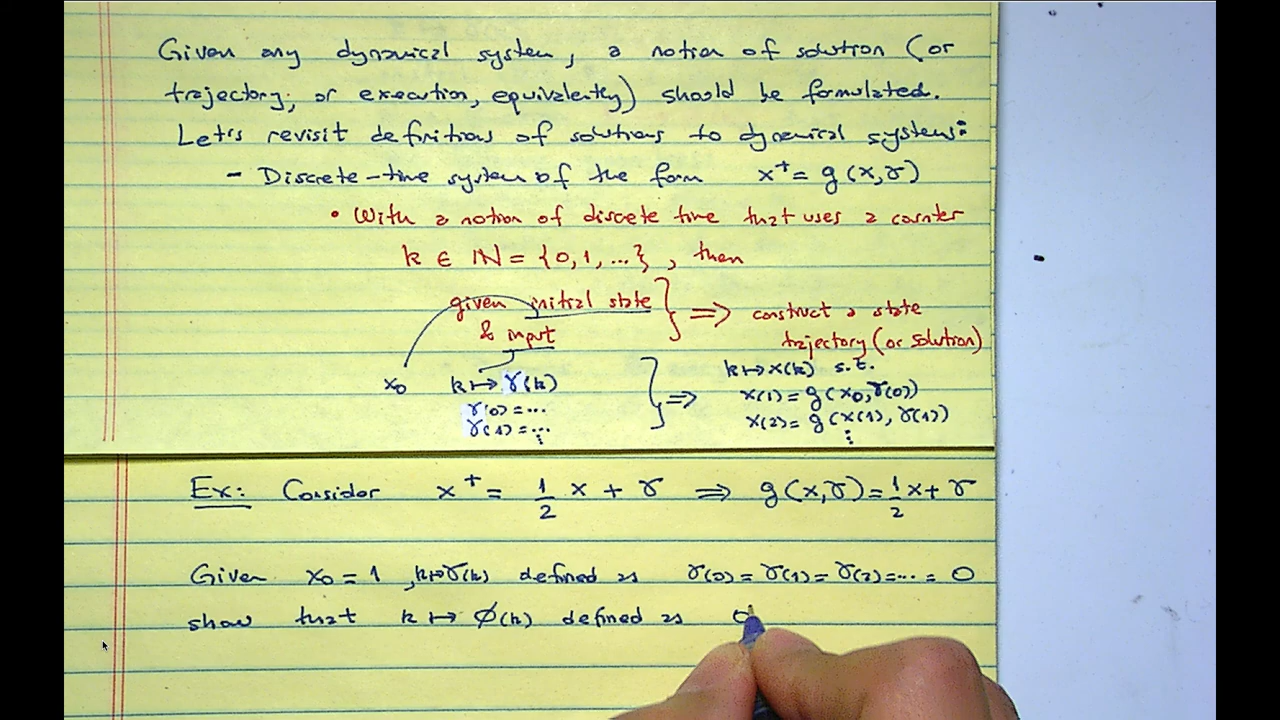 Given any dynamical system, a notion of solution (or
trajectory, or execution, equivalently) should be formulated.
Let's revisit definitions of solutions to dynamical systems:
- Discrete-time system of the form x⁺ = g(x,γ)
• With a notion of discrete time that uses a counter
k ∈ ℕ = {0,1,...}, then
given initial state } ⇒ construct a state
& input trajectory (or solution)
x₀ k ↦ γ(k) } ⇒ k ↦ x(k) s.t.
γ(0) = ... x(1) = g(x₀, γ(0))
γ(1) = ... x(2) = g(x(1), γ(1))
⋮ ⋮
Ex: Consider x⁺ = 1/2 x + γ ⇒ g(x,γ) = 1/2 x + γ
Given x₀ = 1, k↦γ(k) defined as γ(0) = γ(1) = γ(2) = ... = 0
show that k ↦ φ(k) defined as